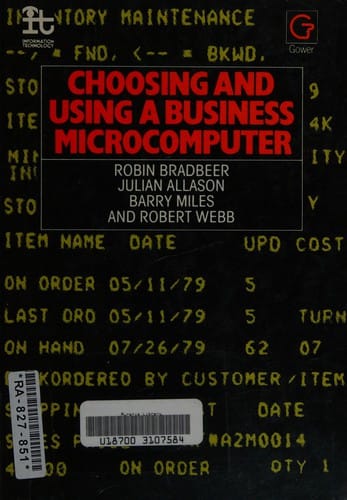 INVENTORY MAINTENANCE
it INFORMATION TECHNOLOGY
Gower
* FND, <-- = BKWD.
CHOOSING AND
USING A BUSINESS
MICROCOMPUTER
STO 9
ITE 4K
ITY
ROBIN BRADBEER
JULIAN ALLASON
BARRY MILES
AND ROBERT WEBB
STO Y
ITEM NAME DATE UPD COST
ON ORDER 05/11/79 5
LAST ORD 05/11/79 5 TURN
ON HAND 07/26/79 62 07
BY CUSTOMER/ITEM
DATE
U18700 3107584
#A2M0014
ON ORDER QTY 1
*RA-827-851*